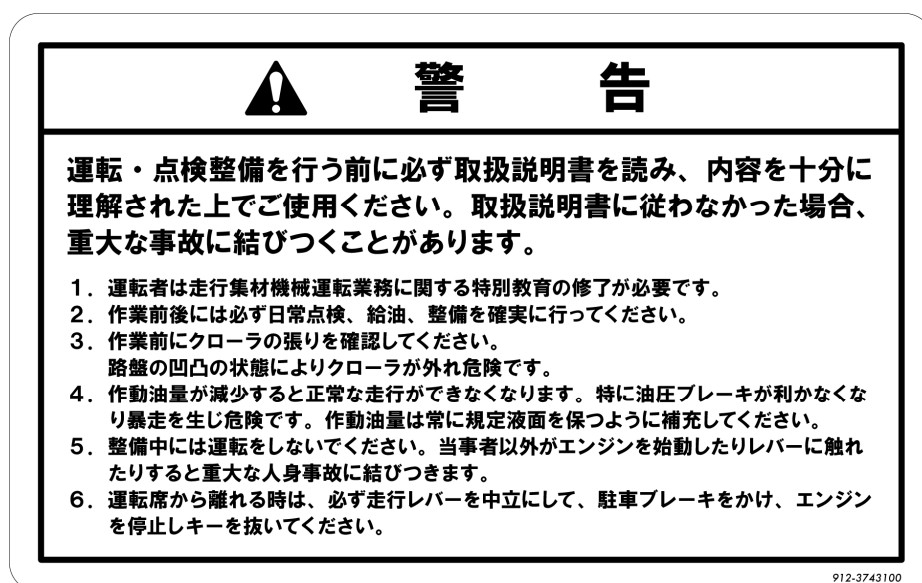 警告
運転・点検整備を行う前に必ず取扱説明書を読み、内容を十分に
理解された上でご使用ください。取扱説明書に従わなかった場合、
重大な事故に結びつくことがあります。
1. 運転者は走行集材機械運転業務に関する特別教育の修了が必要です。
2. 作業前後には必ず日常点検、給油、整備を確実に行ってください。
3. 作業前にクローラの張りを確認してください。
路盤の凹凸の状態によりクローラが外れ危険です。
4. 作動油量が減少すると正常な走行ができなくなります。特に油圧ブレーキが利かなくな
り暴走を生じ危険です。作動油量は常に規定液面を保つように補充してください。
5. 整備中には運転をしないでください。当事者以外がエンジンを始動したりレバーに触れ
たりすると重大な人身事故に結びつきます。
6. 運転席から離れる時は、必ず走行レバーを中立にして、駐車ブレーキをかけ、エンジン
を停止しキーを抜いてください。
912-3743100